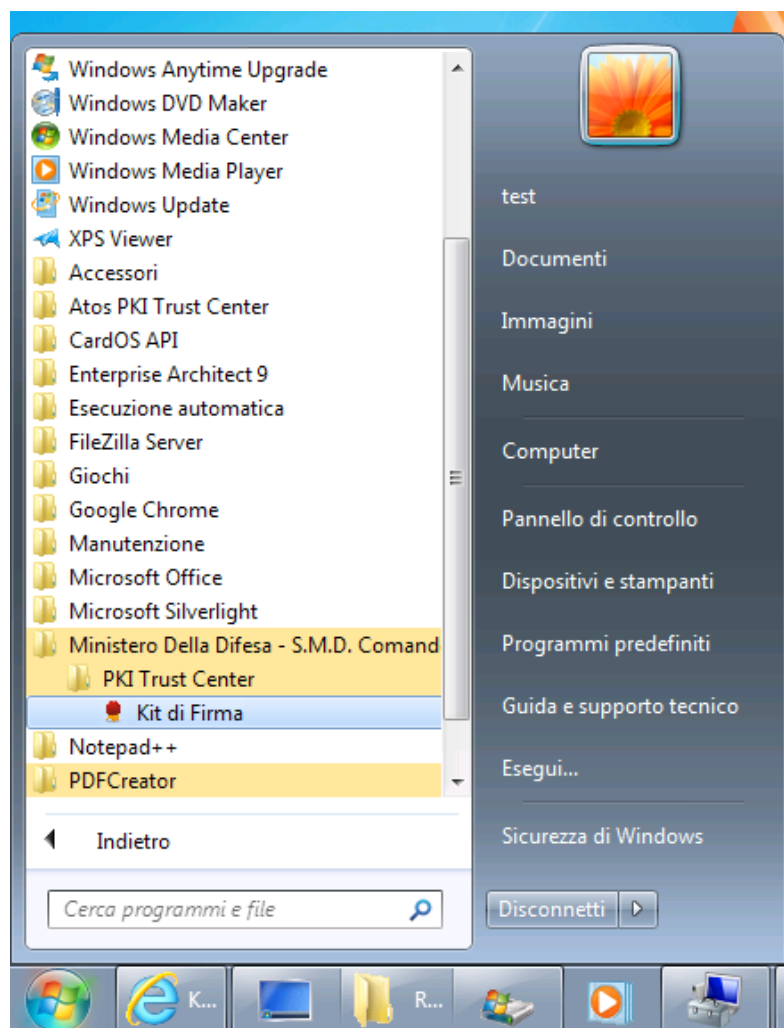 Windows Anytime Upgrade
Windows DVD Maker
Windows Media Center
Windows Media Player
Windows Update
XPS Viewer
Accessori
Atos PKI Trust Center
CardOS API
Enterprise Architect 9
Esecuzione automatica
FileZilla Server
Giochi
Google Chrome
Manutenzione
Microsoft Office
Microsoft Silverlight
Ministero Della Difesa - S.M.D. Comand
PKI Trust Center
Kit di Firma
Notepad++
PDFCreator
Indietro
Cerca programmi e file
test
Documenti
Immagini
Musica
Computer
Pannello di controllo
Dispositivi e stampanti
Programmi predefiniti
Guida e supporto tecnico
Esegui...
Sicurezza di Windows
Disconnetti
K...
R...